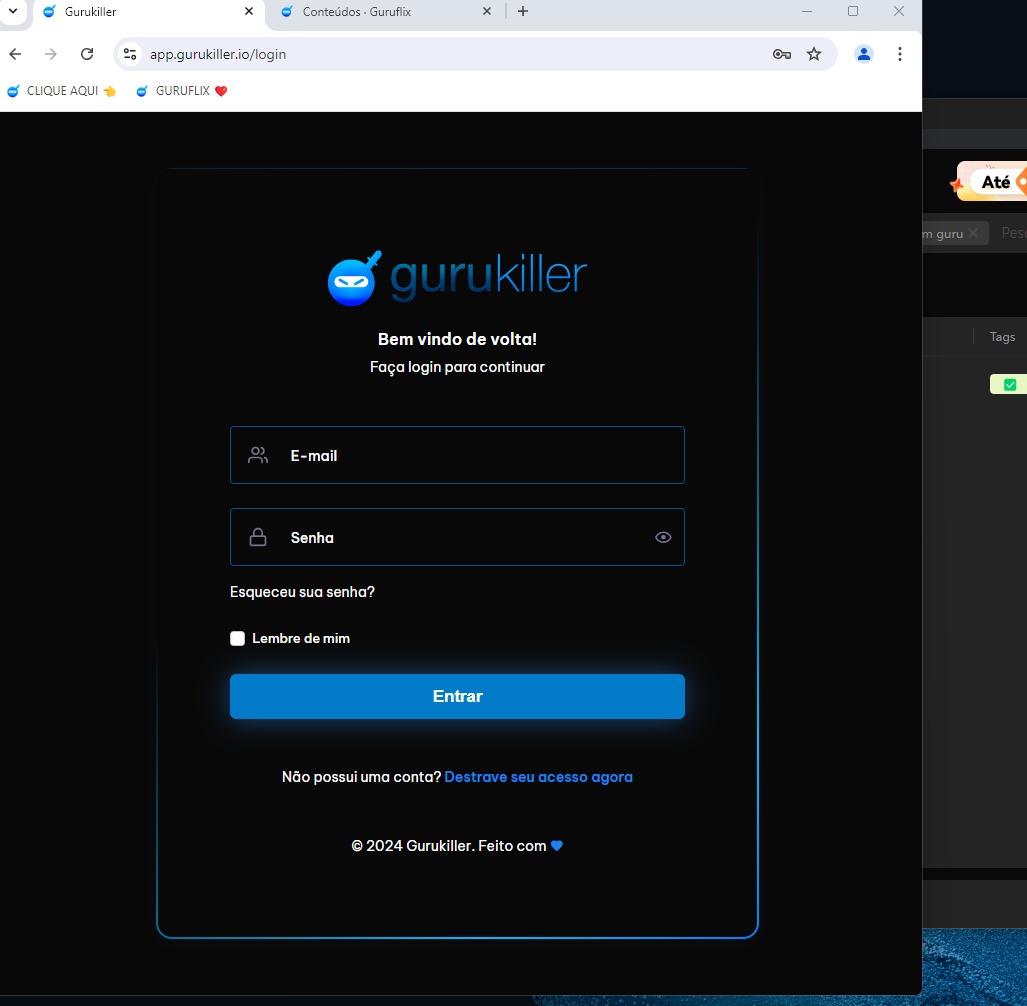 Gurukiller
Conteúdos · Guruflix
app.gurukiller.io/login
CLIQUE AQUI 👈
GURUFLIX ❤️
Até
m guru
Pesc
Tags
gurukiller
Bem vindo de volta!
Faça login para continuar
E-mail
Senha
Esqueceu sua senha?
Lembre de mim
Entrar
Não possui uma conta? Destrave seu acesso agora
© 2024 Gurukiller. Feito com 💙